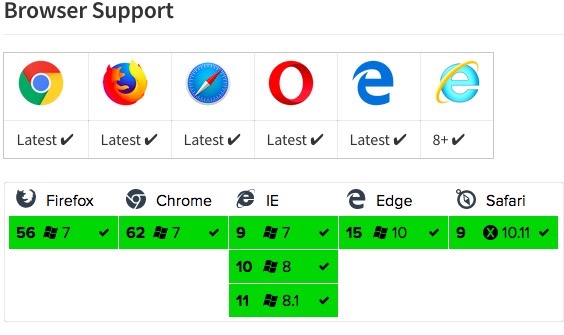 Browser Support
Latest ✔ Latest ✔ Latest ✔ Latest ✔ Latest ✔ 8+ ✔
Firefox Chrome IE Edge Safari
56 7 ✔ 62 7 ✔ 9 7 ✔ 15 10 ✔ 9 X 10.11 ✔
10 8 ✔
11 8.1 ✔